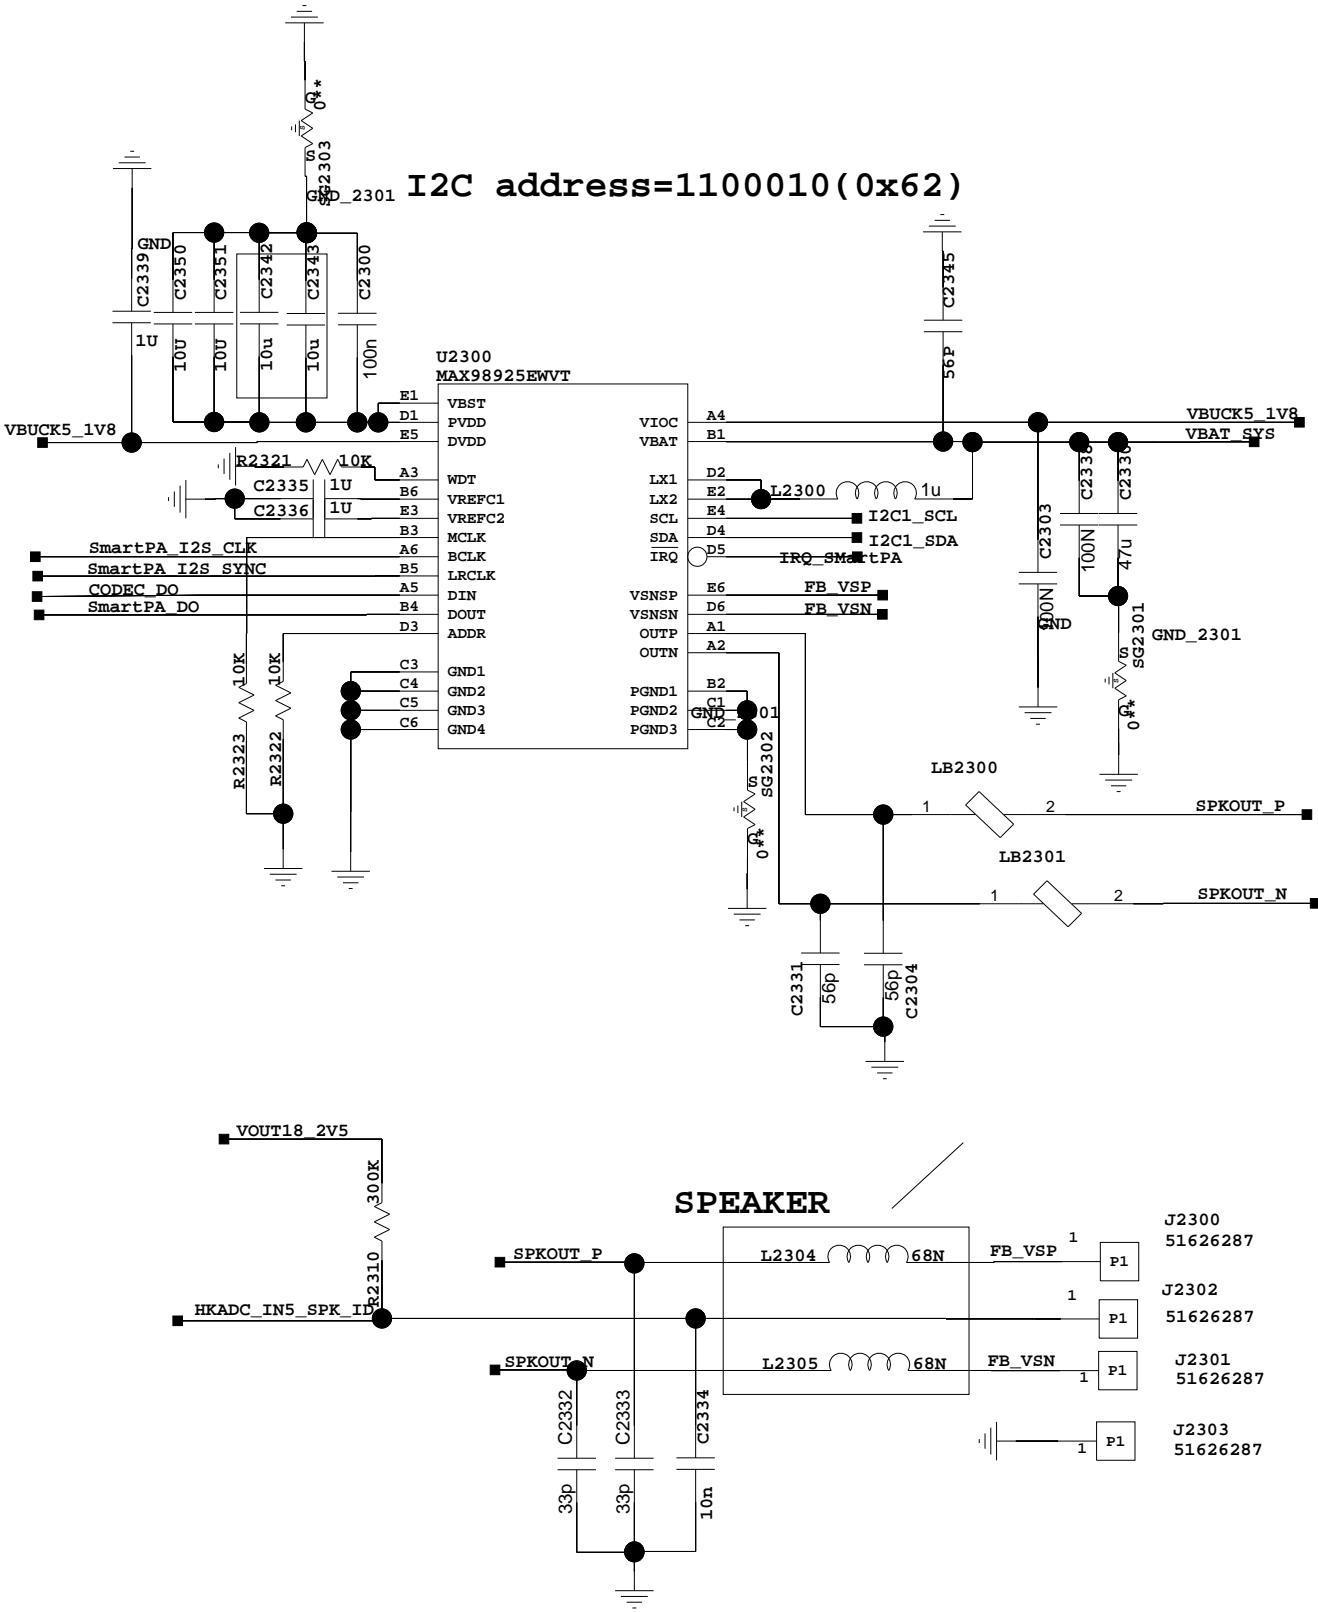 G
0**
S
SG2303
GND_2301
I2C address=1100010(0x62)
GND
C2339
C2350
C2351
C2342
C2343
C2300
C2345
1U
10U
10U
10u
10u
100n
56P
U2300
MAX98925EWVT
VBUCK5_1V8
E1 VBST
D1 PVDD
E5 DVDD
A3 WDT
B6 VREFC1
E3 VREFC2
B3 MCLK
A6 BCLK
B5 LRCLK
A5 DIN
B4 DOUT
D3 ADDR
C3 GND1
C4 GND2
C5 GND3
C6 GND4
VIOC A4
VBAT B1
LX1 D2
LX2 E2
SCL E4
SDA D4
IRQ D5
VSNSP E6
VSNSN D6
OUTP A1
OUTN A2
PGND1 B2
PGND2 C1
PGND3 C2
R2321 10K
C2335 1U
C2336 1U
SmartPA_I2S_CLK
SmartPA_I2S_SYNC
CODEC_DO
SmartPA_DO
10K
10K
R2323
R2322
VBUCK5_1V8
VBAT_SYS
L2300 1u
I2C1_SCL
I2C1_SDA
IRQ_SMartPA
FB_VSP
FB_VSN
C2303
100N
GND
C2338
100N
C2330
47u
GND_2301
SG2301
S
G
0**
GND_2301
SG2302
S
G
0**
LB2300
1 2
SPKOUT_P
LB2301
1 2
SPKOUT_N
C2331
56p
56p
C2304
VOUT18_2V5
300K
R2310
HKADC_IN5_SPK_ID
SPEAKER
SPKOUT_P
L2304 68N
FB_VSP
1
P1
J2300
51626287
1
P1
J2302
51626287
SPKOUT_N
L2305 68N
FB_VSN
1
P1
J2301
51626287
1
P1
J2303
51626287
C2332
C2333
C2334
33p
33p
10n